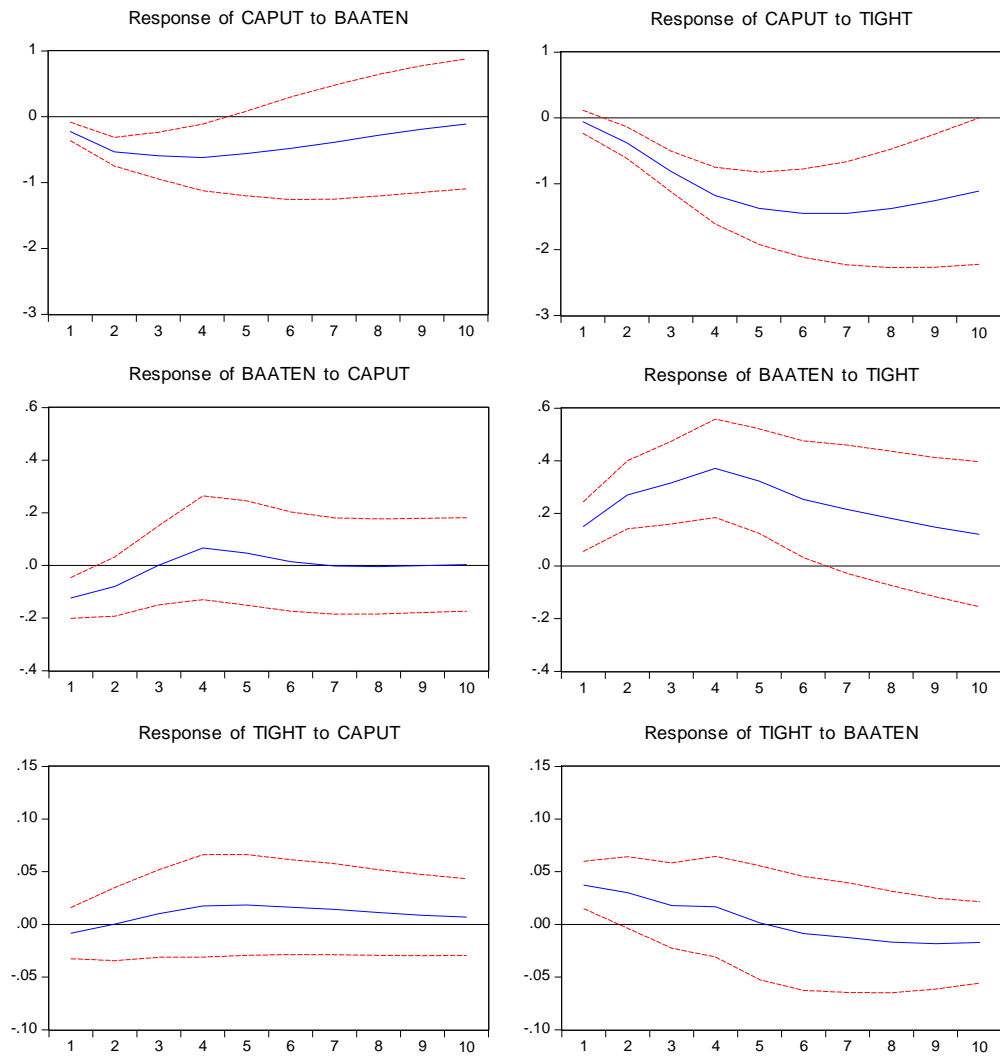 Response of CAPUT to BAATEN
1
0
-1
-2
-3
1 2 3 4 5 6 7 8 9 10
Response of CAPUT to TIGHT
1
0
-1
-2
-3
1 2 3 4 5 6 7 8 9 10
Response of BAATEN to CAPUT
.6
.4
.2
.0
-.2
-.4
1 2 3 4 5 6 7 8 9 10
Response of BAATEN to TIGHT
.6
.4
.2
.0
-.2
-.4
1 2 3 4 5 6 7 8 9 10
Response of TIGHT to CAPUT
.15
.10
.05
.00
-.05
-.10
1 2 3 4 5 6 7 8 9 10
Response of TIGHT to BAATEN
.15
.10
.05
.00
-.05
-.10
1 2 3 4 5 6 7 8 9 10